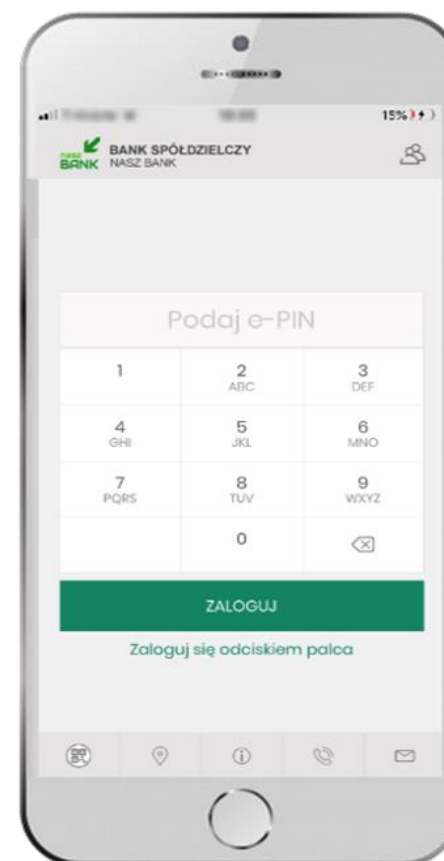 15%
nasz BANK BANK SPÓŁDZIELCZY
NASZ BANK
Podaj e-PIN
1 2 3
ABC DEF
4 5 6
GHI JKL MNO
7 8 9
PQRS TUV WXYZ
0
ZALOGUJ
Zaloguj się odciskiem palca